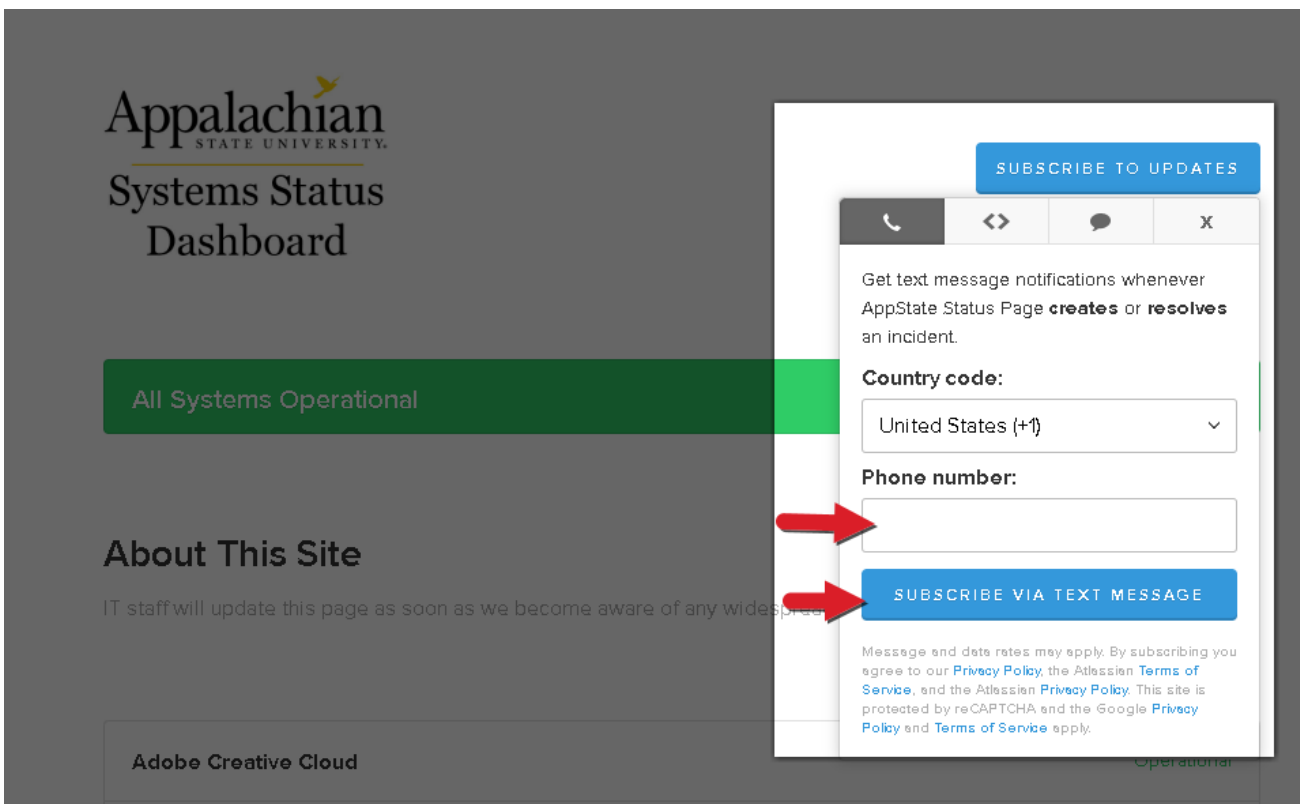 Appalachian
STATE UNIVERSITY.
Systems Status
Dashboard
SUBSCRIBE TO UPDATES
X
Get text message notifications whenever
AppState Status Page creates or resolves
an incident.
Country code:
United States (+1)
Phone number:
SUBSCRIBE VIA TEXT MESSAGE
Message and data rates may apply. By subscribing you
agree to our Privacy Policy, the Atlassian Terms of
Service, and the Atlassian Privacy Policy. This site is
protected by reCAPTCHA and the Google Privacy
Policy and Terms of Service apply.
All Systems Operational
About This Site
IT staff will update this page as soon as we become aware of any
Adobe Creative Cloud
Operational